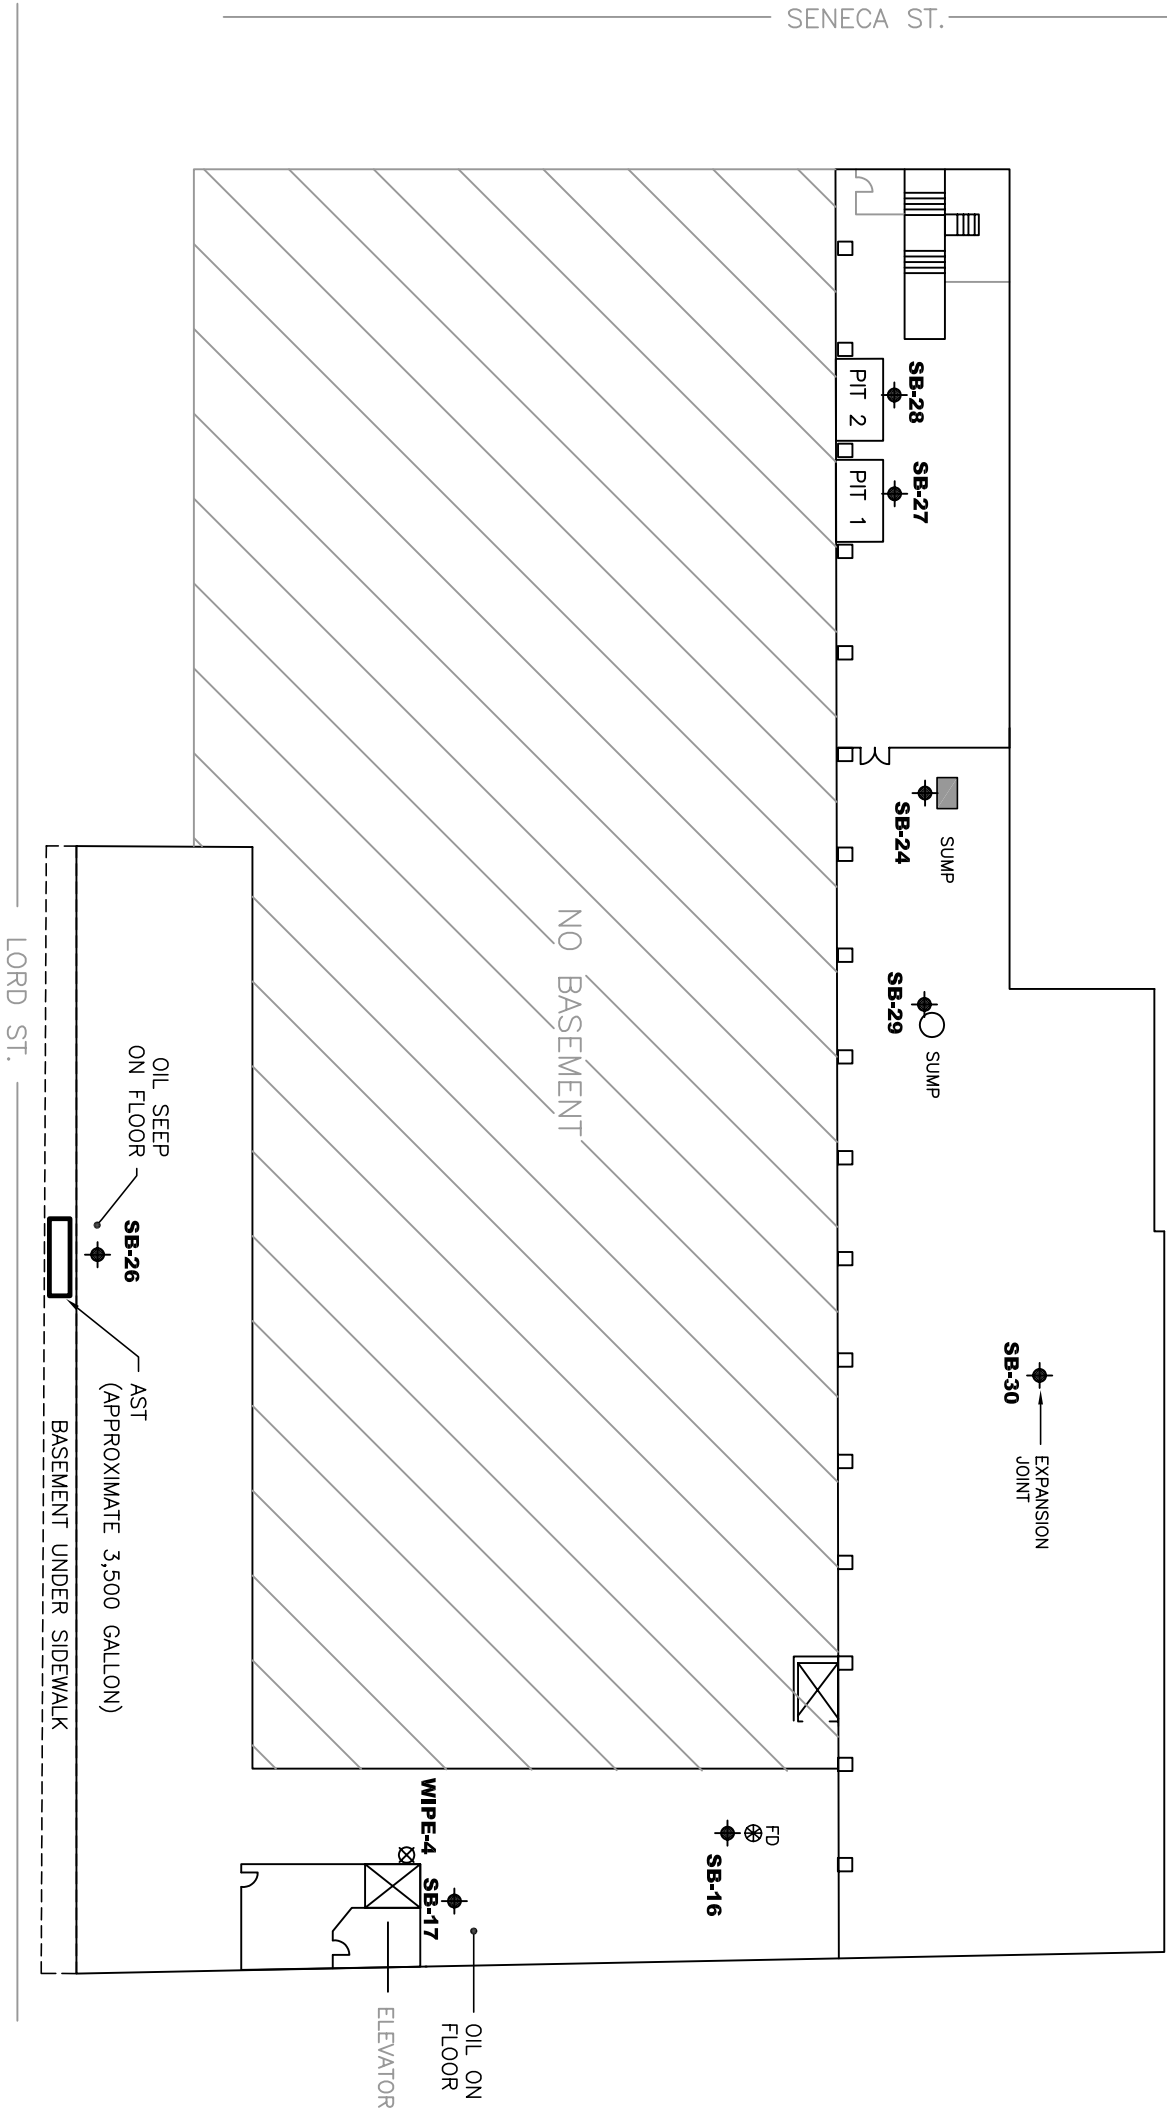 SENECA ST.
SB-28
PIT 2
SB-27
PIT 1
SB-24
SUMP
SB-29
SUMP
NO BASEMENT
LORD ST.
OIL SEEP
ON FLOOR
SB-26
SB-30
EXPANSION
JOINT
AST
(APPROXIMATE 3,500 GALLON)
BASEMENT UNDER SIDEWALK
WIPE-4
SB-17
FD
SB-16
ELEVATOR
OIL ON
FLOOR